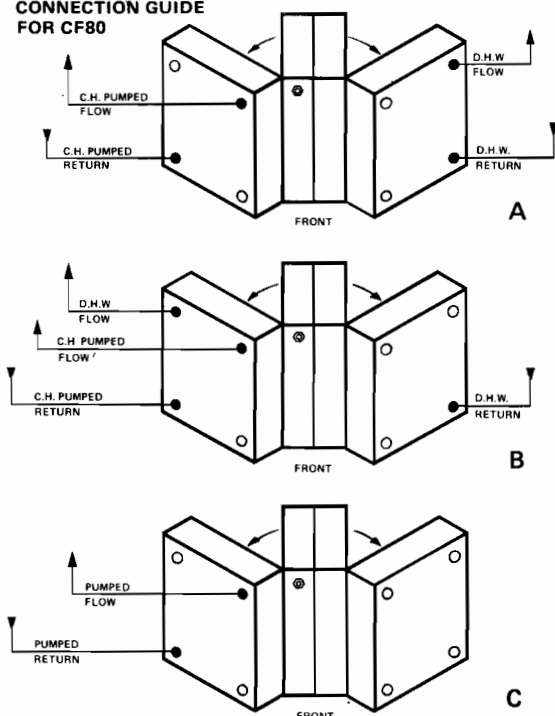 CONNECTION GUIDE
FOR CF80
C.H. PUMPED
FLOW
C.H. PUMPED
RETURN
D.H.W
FLOW
D.H.W.
RETURN
FRONT
A
D.H.W
FLOW
C.H PUMPED
FLOW
C.H. PUMPED
RETURN
D.H.W.
RETURN
FRONT
B
PUMPED
FLOW
PUMPED
RETURN
FRONT
C